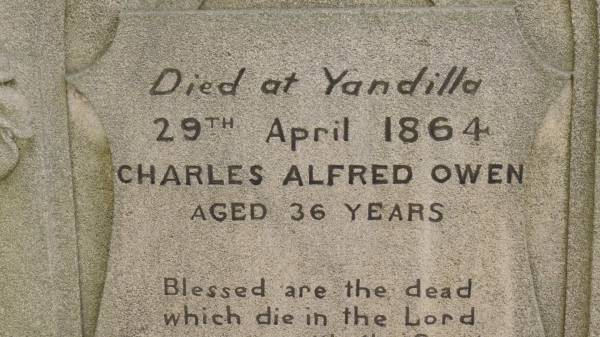 Died at Yandilla
29TH April 1864
CHARLES ALFRED OWEN
AGED 36 YEARS
Blessed are the dead
which die in the Lord